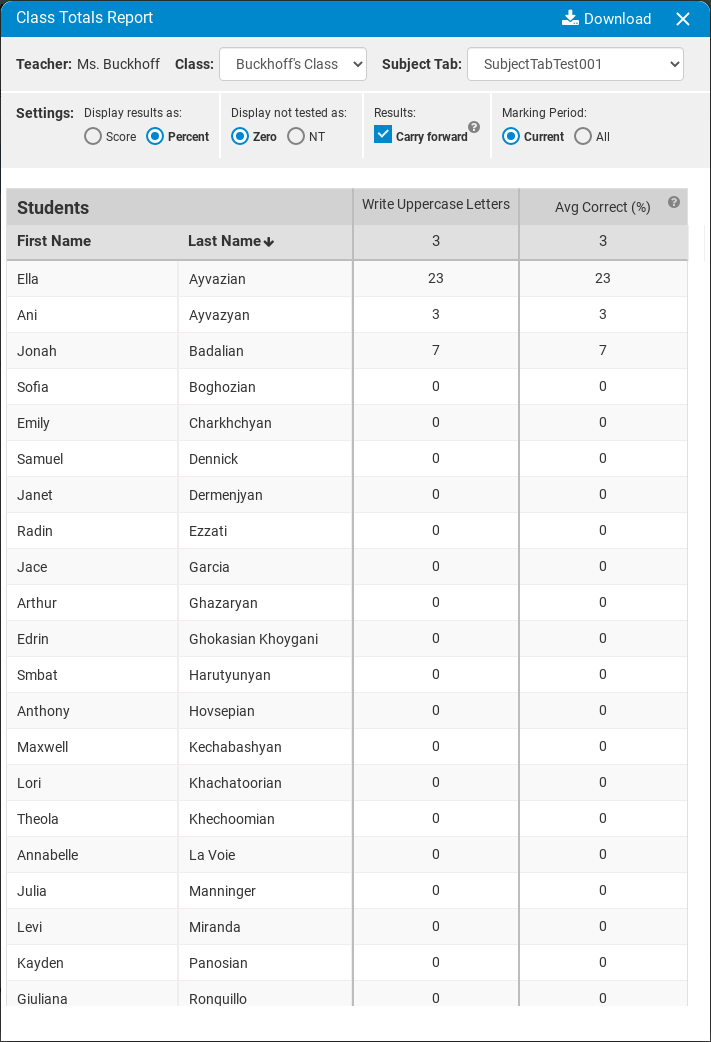 Class Totals Report Download
Teacher: Ms. Buckhoff Class: Buckhoff's Class Subject Tab: SubjectTabTest001
Settings: Display results as: Display not tested as: Results: Marking Period:
Score Percent Zero NT Carry forward ? Current All
Students Write Uppercase Letters Avg Correct (%) ?
First Name Last Name 3 3
Ella Ayvazian 23 23
Ani Ayvazyan 3 3
Jonah Badalian 7 7
Sofia Boghozian 0 0
Emily Charkhchyan 0 0
Samuel Dennick 0 0
Janet Dermenjyan 0 0
Radin Ezzati 0 0
Jace Garcia 0 0
Arthur Ghazaryan 0 0
Edrin Ghokasian Khoygani 0 0
Smbat Harutyunyan 0 0
Anthony Hovsepian 0 0
Maxwell Kechabashyan 0 0
Lori Khachatoorian 0 0
Theola Khechoomian 0 0
Annabelle La Voie 0 0
Julia Manninger 0 0
Levi Miranda 0 0
Kayden Panosian 0 0
Giuliana Ronquillo 0 0